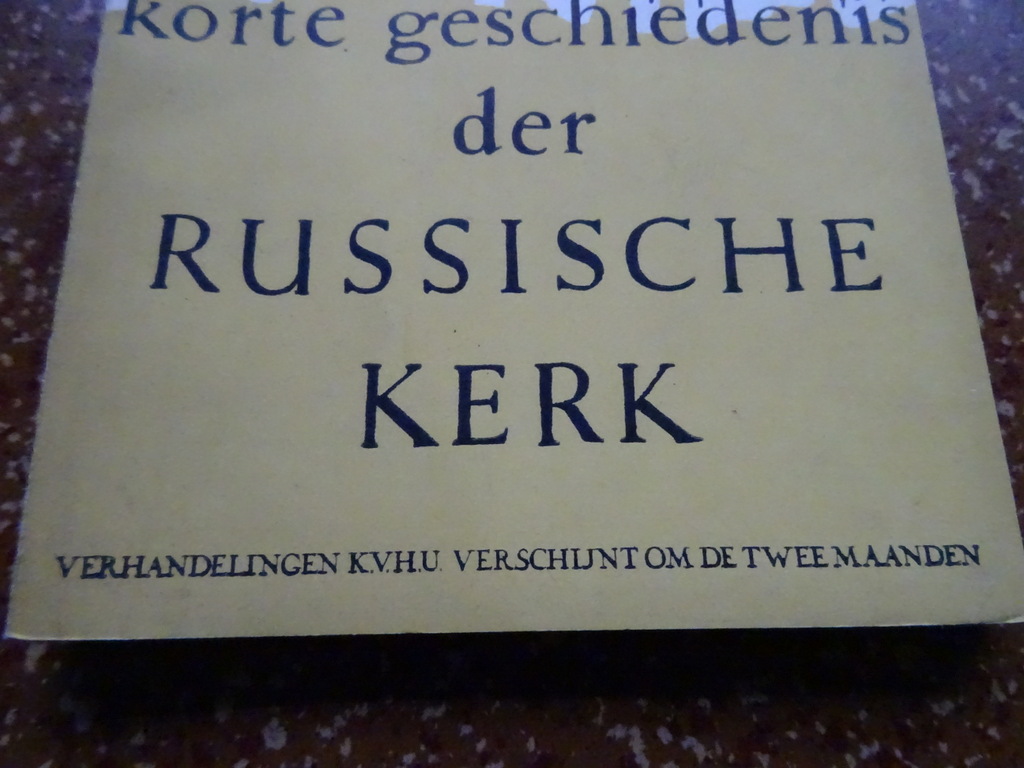 korte geschiedenis
der
RUSSISCHE
KERK
VERHANDELINGEN K.V.H.U. VERSCHIJNT OM DE TWEE MAANDEN